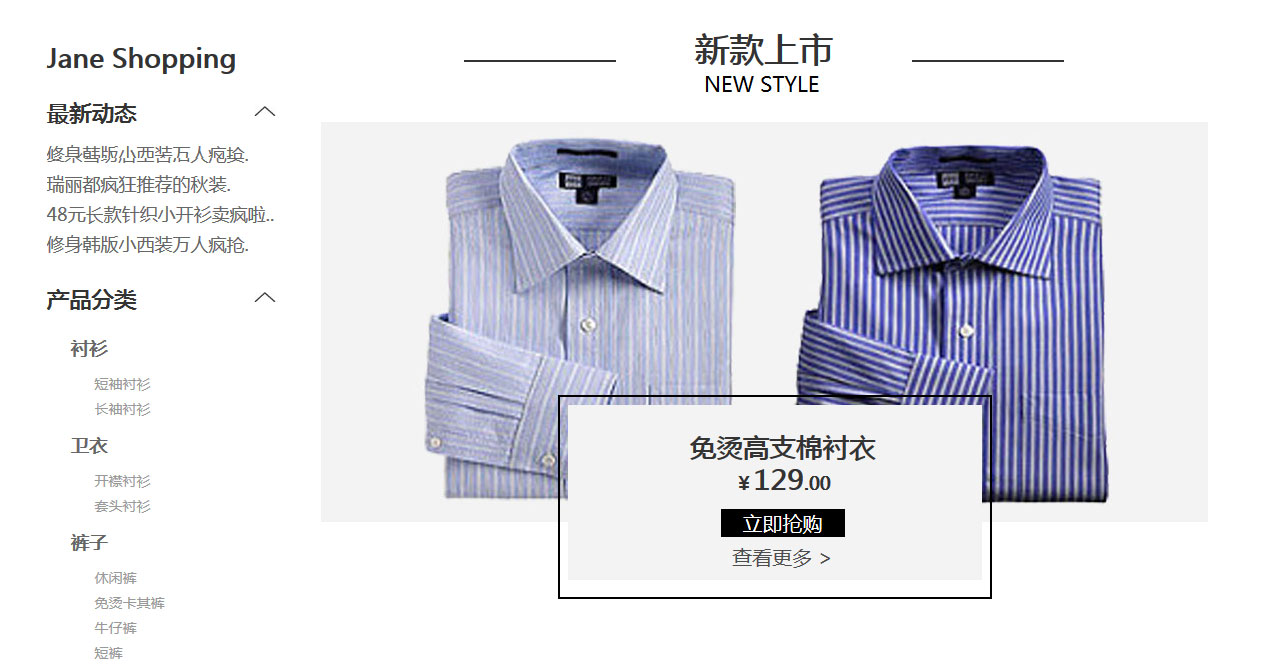 Jane Shopping
最新动态
修身韩版小西装万人疯抢.
瑞丽都疯狂推荐的秋装.
48元长款针织小开衫卖疯啦..
修身韩版小西装万人疯抢.
产品分类
衬衫
短袖衬衫
长袖衬衫
卫衣
开襟衬衫
套头衬衫
裤子
休闲裤
免烫卡其裤
牛仔裤
短裤
新款上市
NEW STYLE
免烫高支棉衬衣
¥129.00
立即抢购
查看更多 >